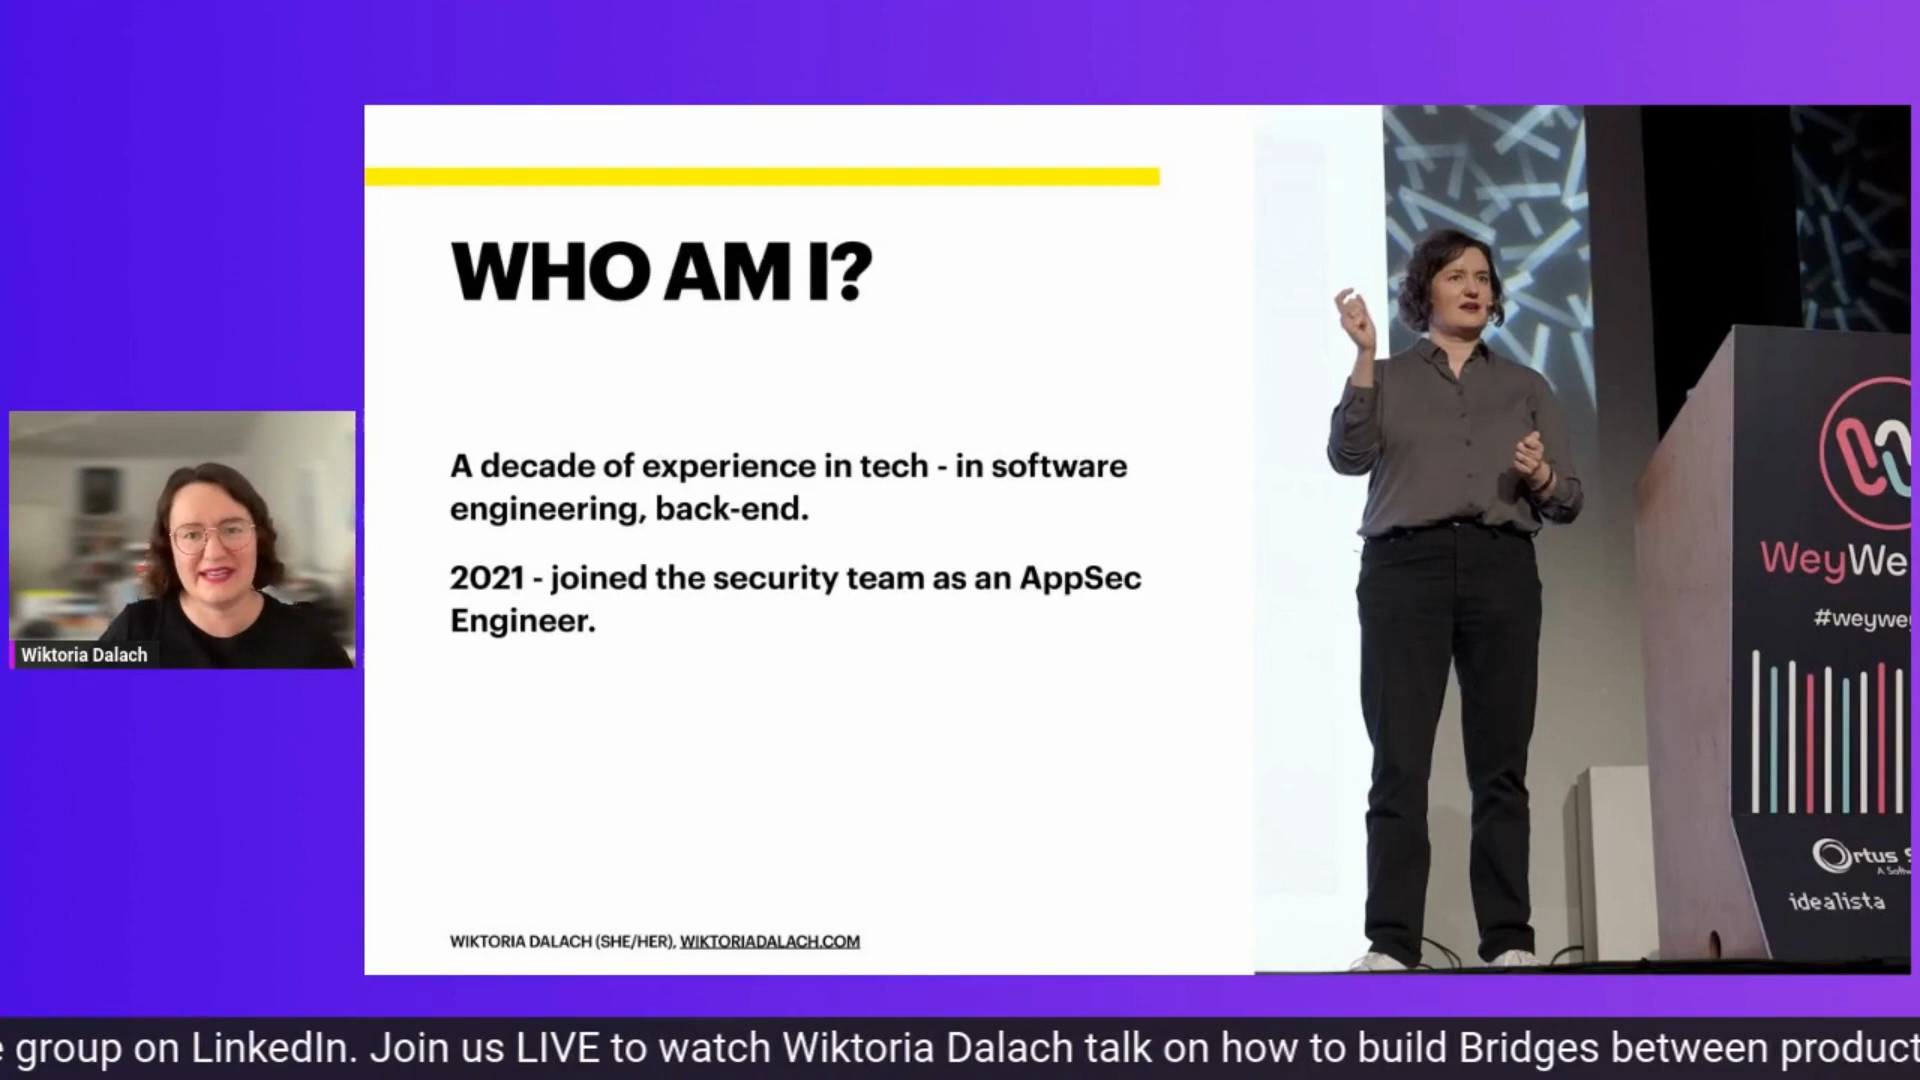 WHO AM I?
A decade of experience in tech - in software
engineering, back-end.
2021 - joined the security team as an AppSec
Engineer.
WIKTORIA DALACH (SHE/HER), WIKTORIADALACH.COM
Wiktoria Dalach
WeyWe
#weywey
rtus S
A Softw
idealista
e group on LinkedIn. Join us LIVE to watch Wiktoria Dalach talk on how to build Bridges between product